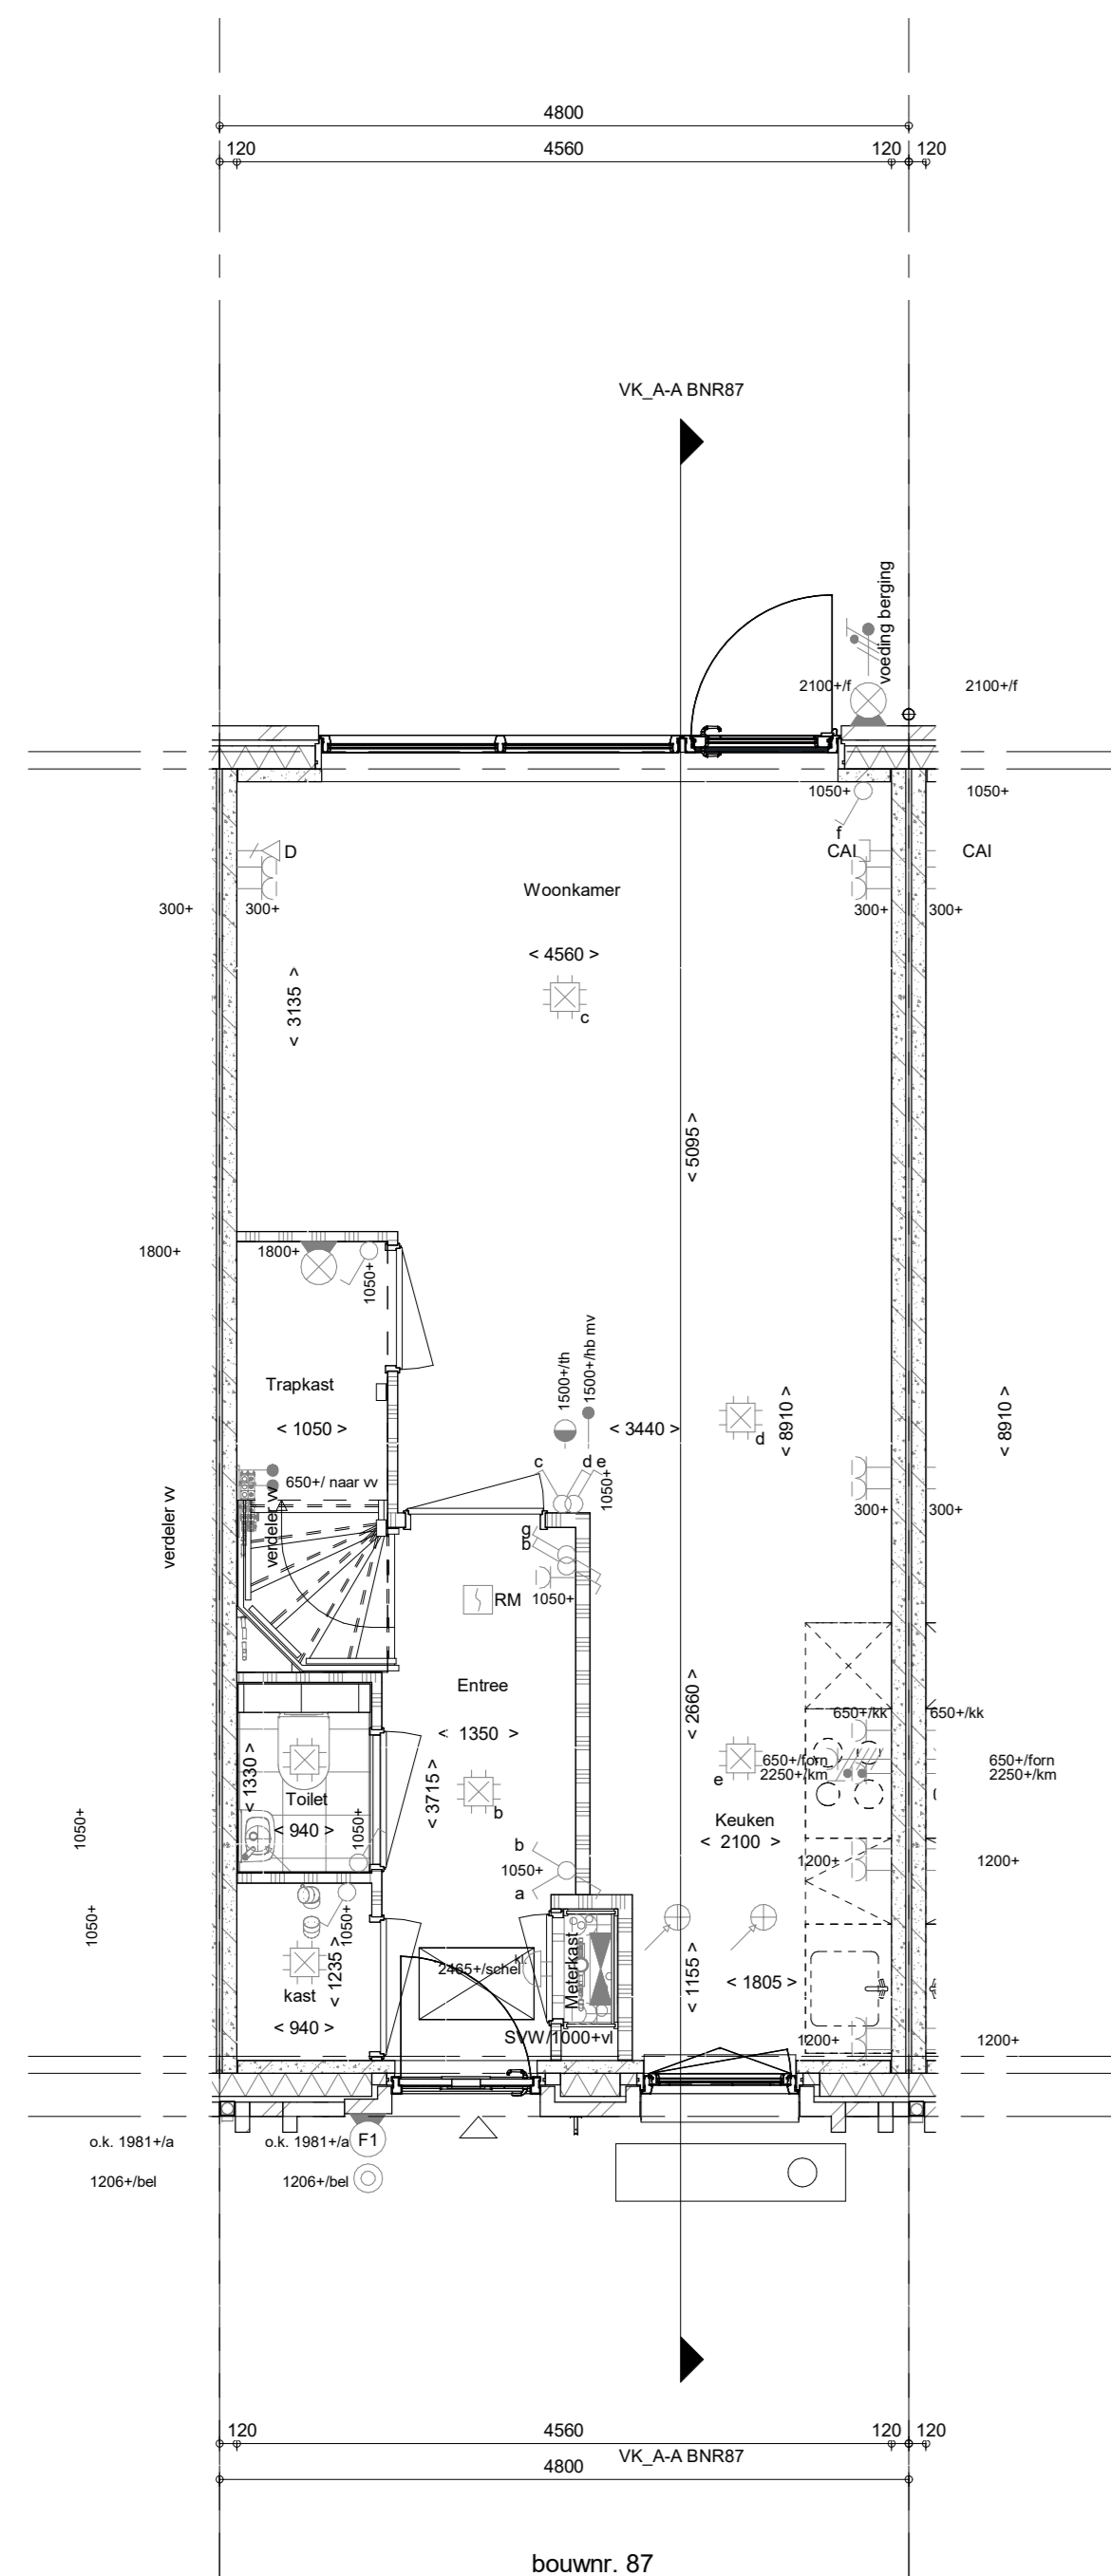 4800
120 4560 120 120
VK_A-A BNR87
voeding berging
2100+/f 2100+/f
1050+ 1050+
f
D CAI CAI
300+ 300+ 300+ 300+
Woonkamer
< 4560 >
< 3135 >
c
< 5095 >
1800+ 1800+
1050+
1500+/th
1500+/hb mv
Trapkast
< 1050 >
< 3440 >
d
< 8910 > < 8910 >
c d e
1050+
650+/ naar vv
verdeler vv verdeler vv
300+ 300+
g
b
1050+
RM
Entree
< 1350 >
< 2660 >
650+/kk 650+/kk
650+/forn 650+/forn
2250+/km 2250+/km
e
< 1330 >
Toilet
< 940 >
1050+ 1050+
< 3715 >
b
Keuken
< 2100 >
b
1050+
a
1200+ 1200+
1050+ 1050+
< 1235 >
kast
< 940 >
2465+/schel
kl.
Meterkast
SVW/1000+vl
< 1155 >
< 1805 >
1200+ 1200+
o.k. 1981+/a o.k. 1981+/a F1
1206+/bel 1206+/bel
120 4560 120 120
VK_A-A BNR87
4800
bouwnr. 87